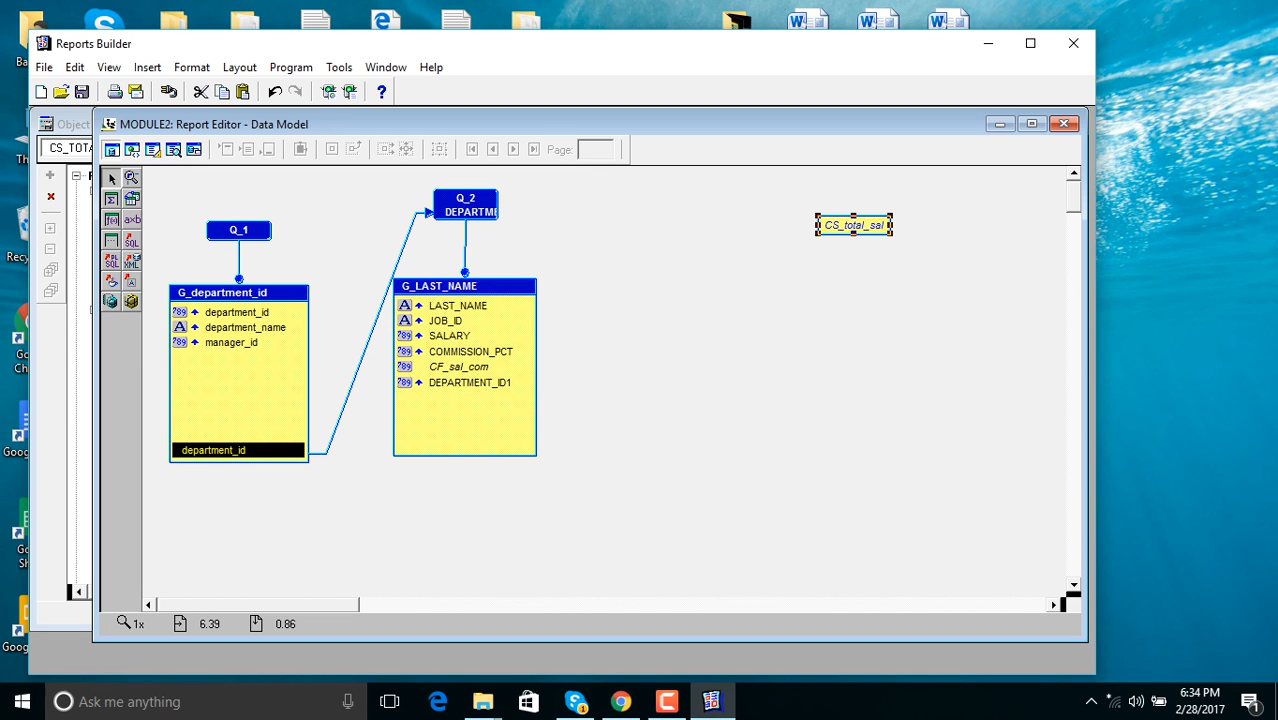 Reports Builder
File Edit View Insert Format Layout Program Tools Window Help
Object
MODULE2: Report Editor - Data Model
CS_TOTA
Page:
Q_1
Q_2
DEPARTME
CS_total_sal
G_department_id
department_id
department_name
manager_id
department_id
G_LAST_NAME
LAST_NAME
JOB_ID
SALARY
COMMISSION_PCT
CF_sal_com
DEPARTMENT_ID1
1x 6.39 0.86
Ask me anything
6:34 PM
2/28/2017